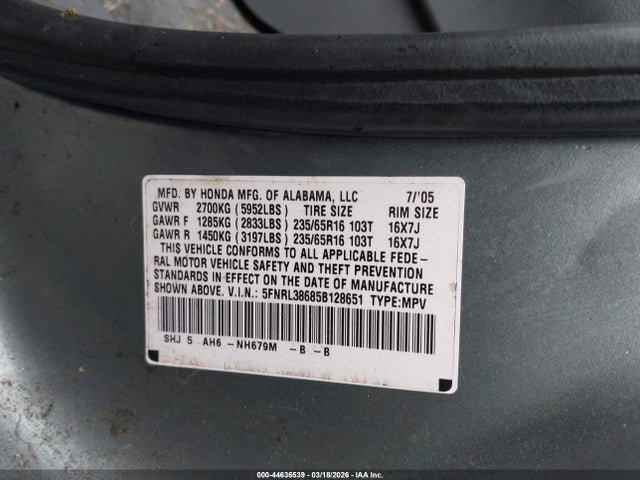 MFD. BY HONDA MFG. OF ALABAMA, LLC 7/'05
GVWR 2700KG ( 5952LBS ) TIRE SIZE RIM SIZE
GAWR F 1285KG ( 2833LBS ) 235/65R16 103T 16X7J
GAWR R 1450KG ( 3197LBS ) 235/65R16 103T 16X7J
THIS VEHICLE CONFORMS TO ALL APPLICABLE FEDE –
RAL MOTOR VEHICLE SAFETY AND THEFT PREVENTION
STANDARDS IN EFFECT ON THE DATE OF MANUFACTURE
SHOWN ABOVE. V.I.N.: 5FNRL38685B128651 TYPE:MPV
SHJ 5 AH6 –NH679M –B –B
000-44636539 | 03/18/2026 | IAA Inc.